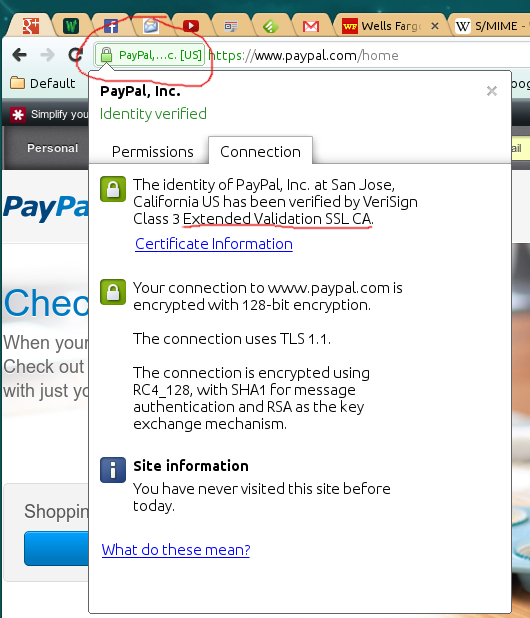 Wells Farg
S/MIME -
PayPal,...c. [US]
https://www.paypal.com/home
Default
PayPal, Inc.
Identity verified
Simplify you
Personal
ail
Permissions
Connection
PayP
The identity of PayPal, Inc. at San Jose,
California US has been verified by VeriSign
Class 3 Extended Validation SSL CA.
Certificate Information
Your connection to www.paypal.com is
encrypted with 128-bit encryption.
The connection uses TLS 1.1.
The connection is encrypted using
RC4_128, with SHA1 for message
authentication and RSA as the key
exchange mechanism.
Chec
When your
Check out
with just yo
Site information
You have never visited this site before
today.
Shoppin
What do these mean?